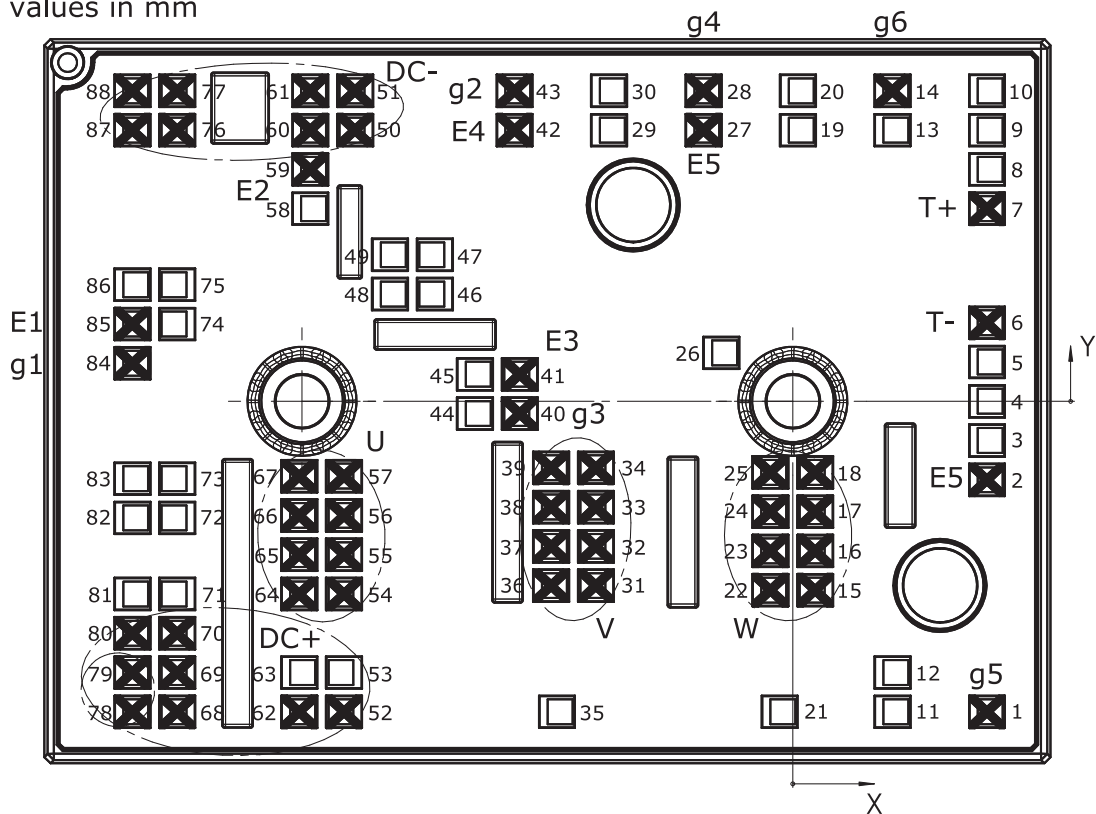 values in mm
g4 g6
88 77 61 DC- 51 g2 43 30 28 20 14 10
87 76 60 50 E4 42 29 27 19 13 9
59 E5 8
E2 58 T+ 7
49 47
86 75 48 46
E1 85 74 T- 6
g1 84 E3 26 5 Y
45 41 4
44 40 g3 3
U
83 73 67 57 39 34 25 18 E5 2
82 72 66 56 38 33 24 17
65 55 37 32 23 16
81 71 64 54 36 31 22 15
80 70 DC+ V W
79 69 63 53 12 g5
78 68 62 52 35 21 11 1
X